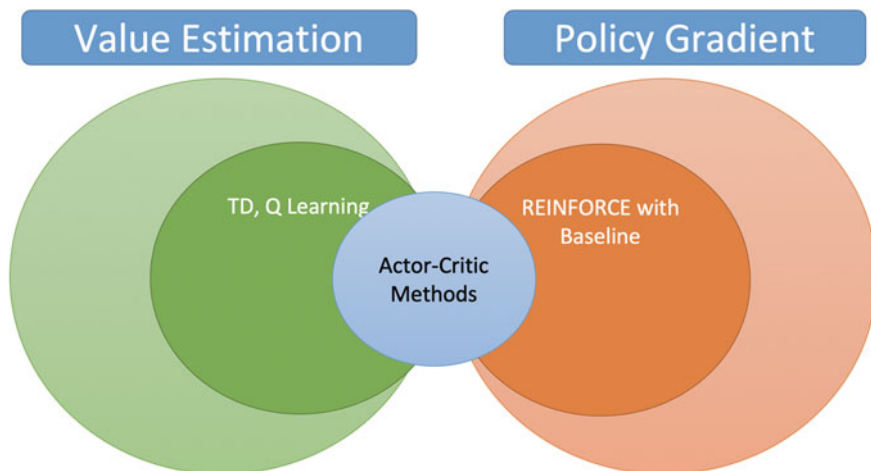 Value Estimation
Policy Gradient
TD, Q Learning
REINFORCE with
Baseline
Actor-Critic
Methods